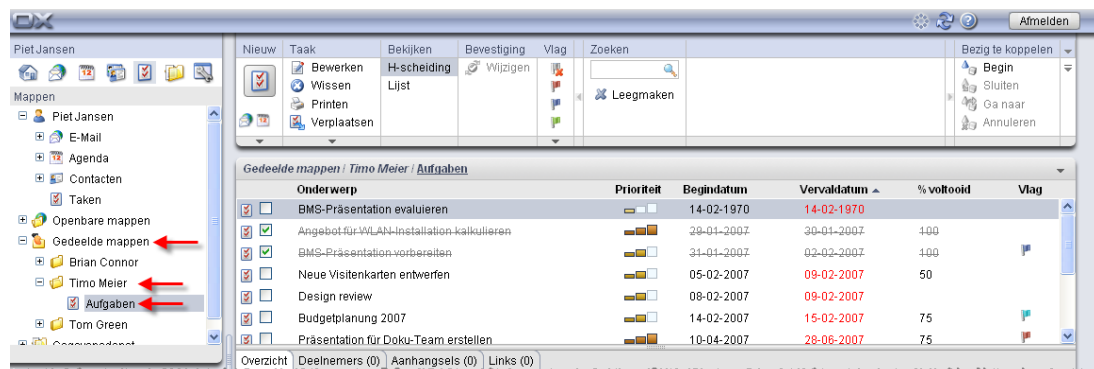 OX
Afmelden
Piet Jansen
Mappen
Piet Jansen
E-Mail
Agenda
Contacten
Taken
Openbare mappen
Gedeelde mappen
Brian Connor
Timo Meier
Aufgaben
Tom Green
Nieuw Taak Bekijken Bevestiging Vlag Zoeken Bezig te koppelen
Bewerken H-scheiding Wijzigen Begin
Wissen Lijst Sluiten
Printen Leegmaken Ga naar
Verplaatsen Annuleren
Gedeelde mappen / Timo Meier / Aufgaben
Onderwerp Prioriteit Begindatum Vervaldatum % voltooid Vlag
BMS-Präsentation evaluieren 14-02-1970 14-02-1970
Angebot für WLAN-Installation kalkulieren 29-01-2007 30-01-2007 100
BMS-Präsentation vorbereiten 31-01-2007 02-02-2007 100
Neue Visitenkarten entwerfen 05-02-2007 09-02-2007 50
Design review 08-02-2007 09-02-2007
Budgetplanung 2007 14-02-2007 15-02-2007 75
Präsentation für Doku-Team erstellen 10-04-2007 28-06-2007 75
Overzicht Deelnemers (0) Aanhangsels (0) Links (0)